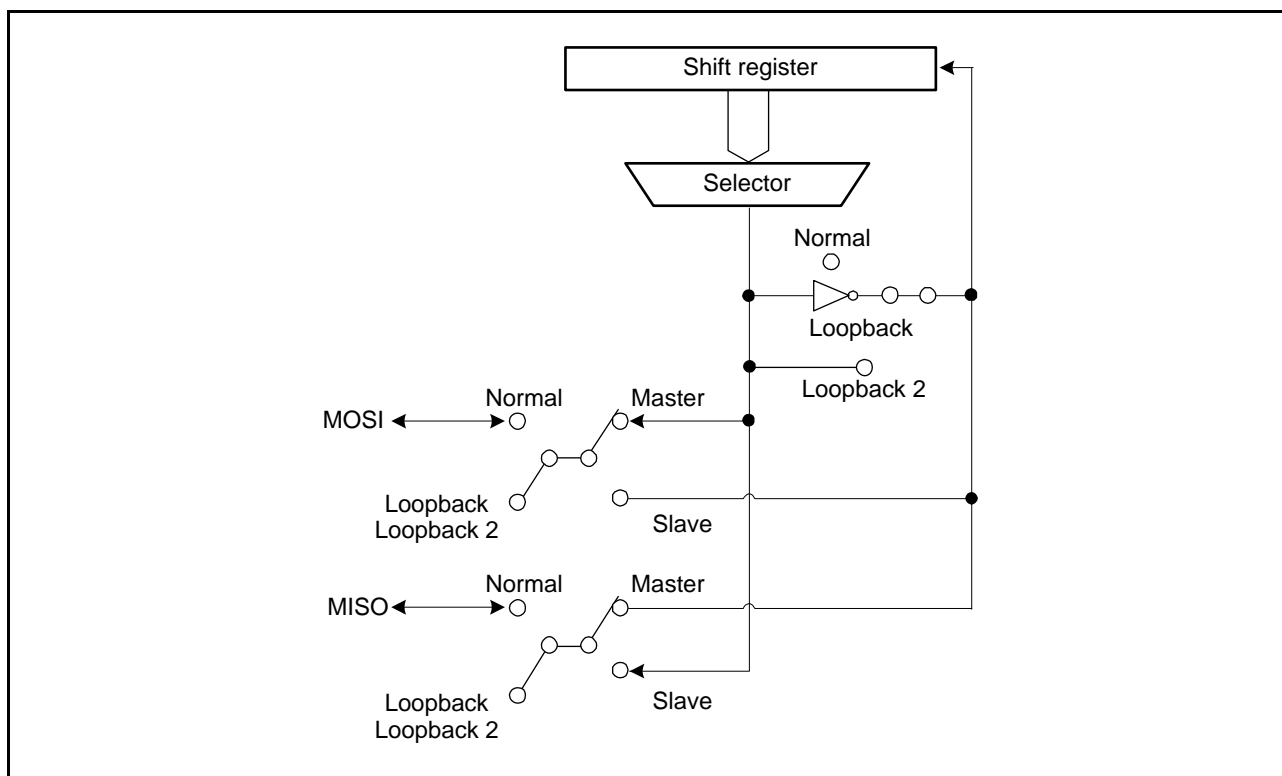 Shift register
Selector
Normal
Loopback
Loopback 2
Normal
Master
MOSI
Loopback
Loopback 2
Slave
Normal
Master
MISO
Loopback
Loopback 2
Slave